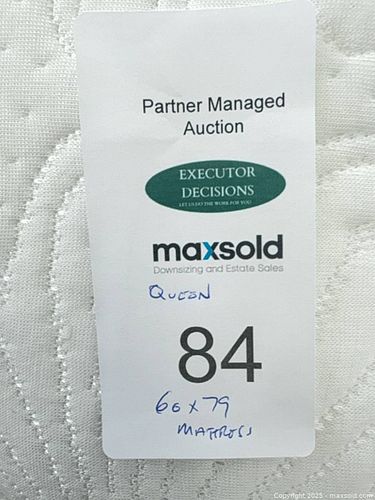 Partner Managed
Auction
EXECUTOR
DECISIONS
LET US DO THE WORK FOR YOU
maxsold
Downsizing and Estate Sales
QUEEN
84
60 x 79
MATTRESS
Copyright © 2025 - maxsold.com